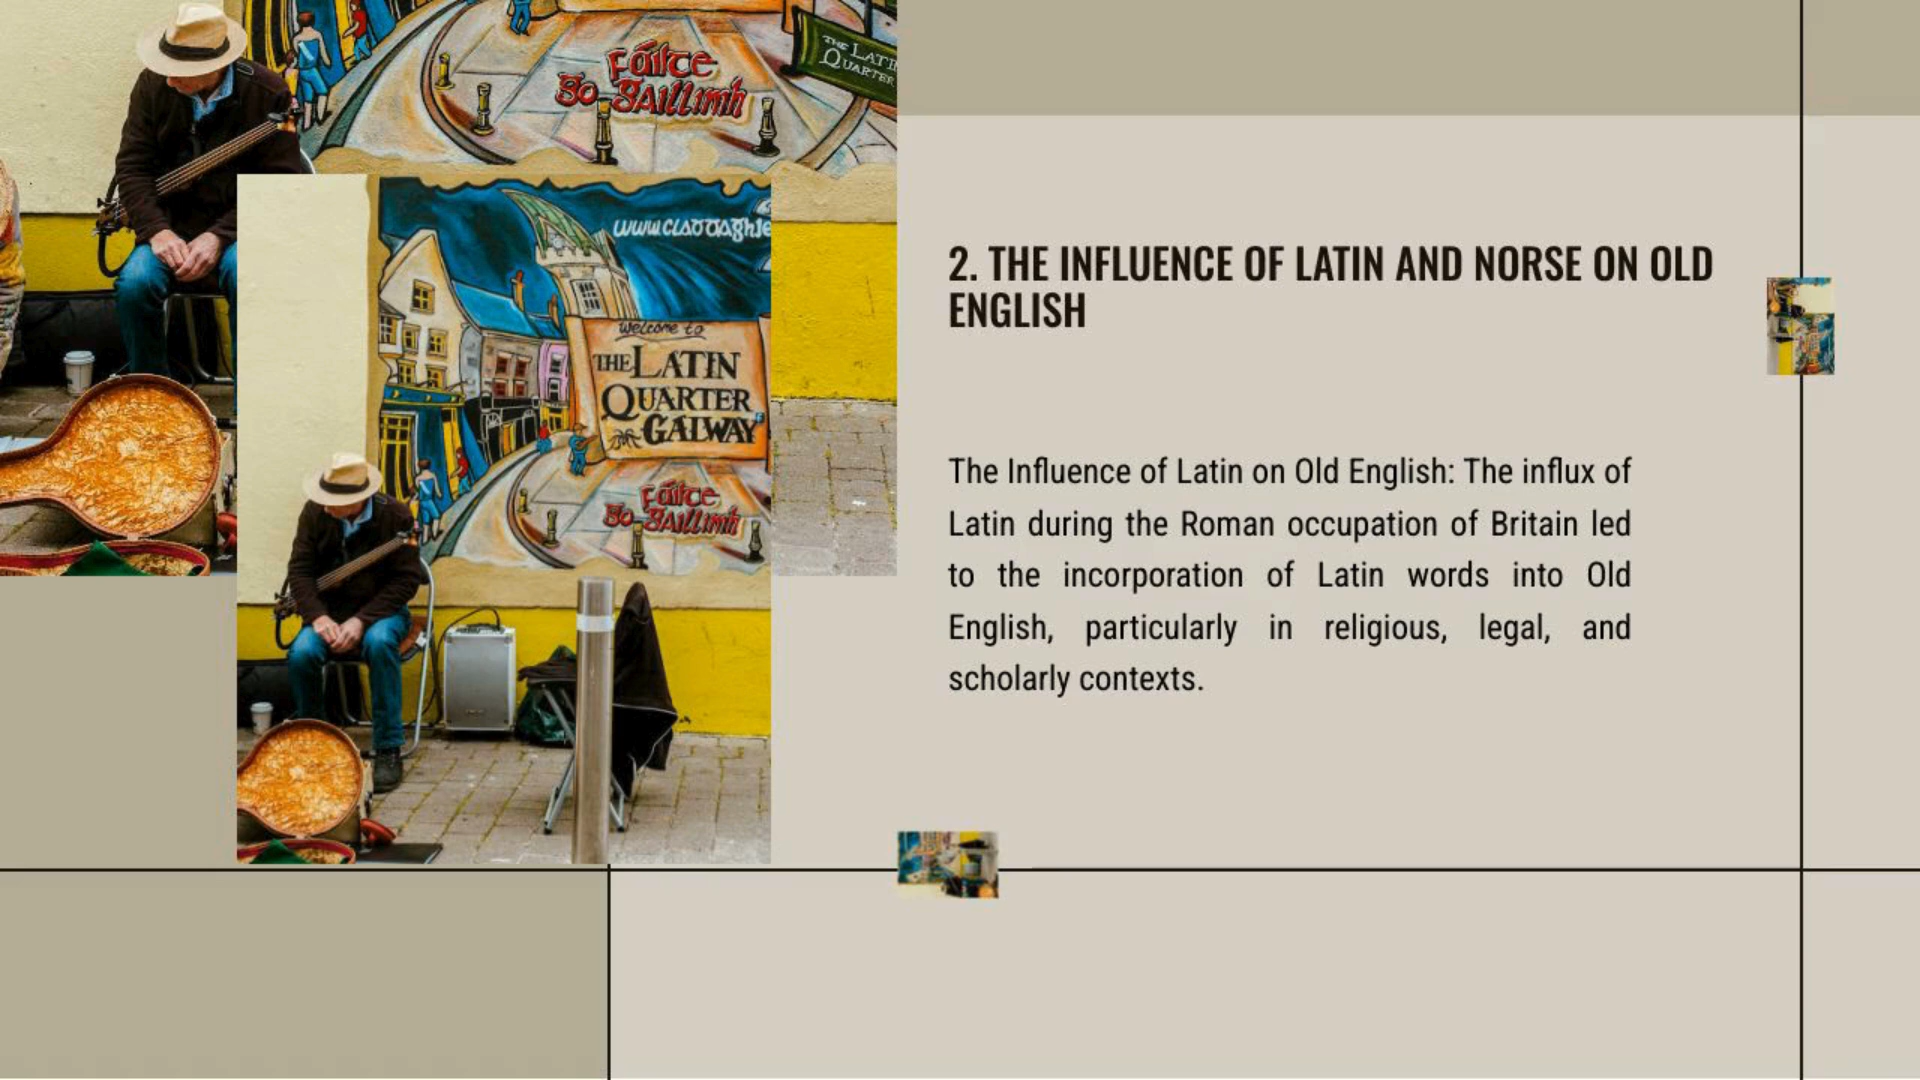 Fáilte
go Gaillimh
THE LATI
QUARTER
www.claddaghje
Welcome to
THE LATIN
QUARTER
GALWAY
Fáilte
go Gaillimh
2. THE INFLUENCE OF LATIN AND NORSE ON OLD
ENGLISH
The Influence of Latin on Old English: The influx of
Latin during the Roman occupation of Britain led
to the incorporation of Latin words into Old
English, particularly in religious, legal, and
scholarly contexts.